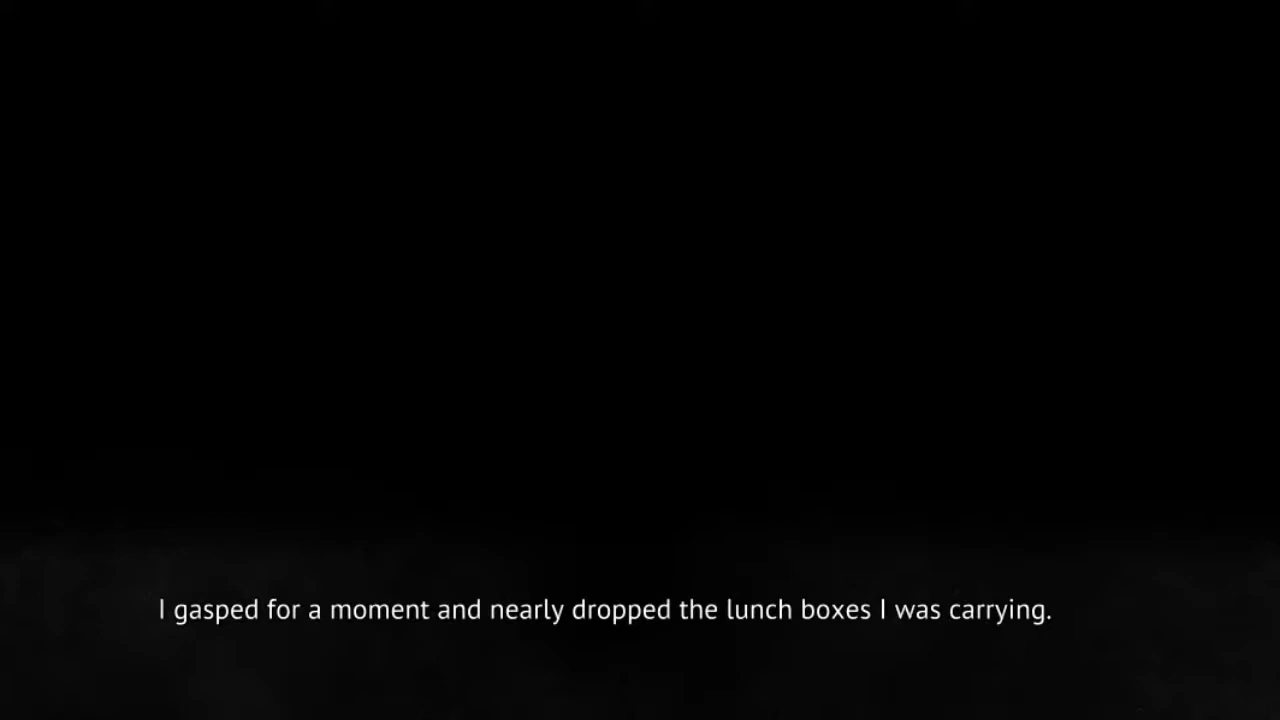 I gasped for a moment and nearly dropped the lunch boxes I was carrying.